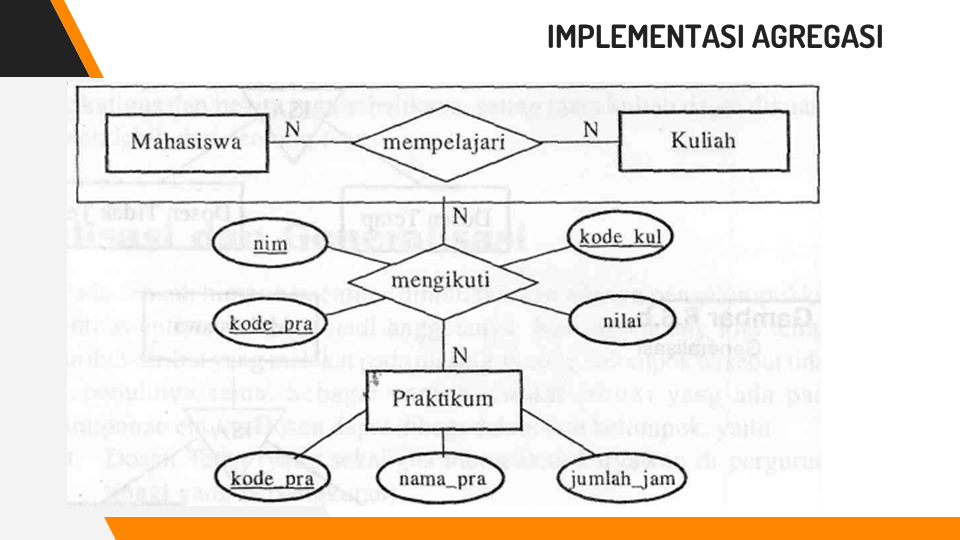 IMPLEMENTASI AGREGASI
Mahasiswa
N
mempelajari
N
Kuliah
N
nim
kode_kul
mengikuti
kode_pra
nilai
N
Praktikum
kode_pra
nama_pra
jumlah_jam